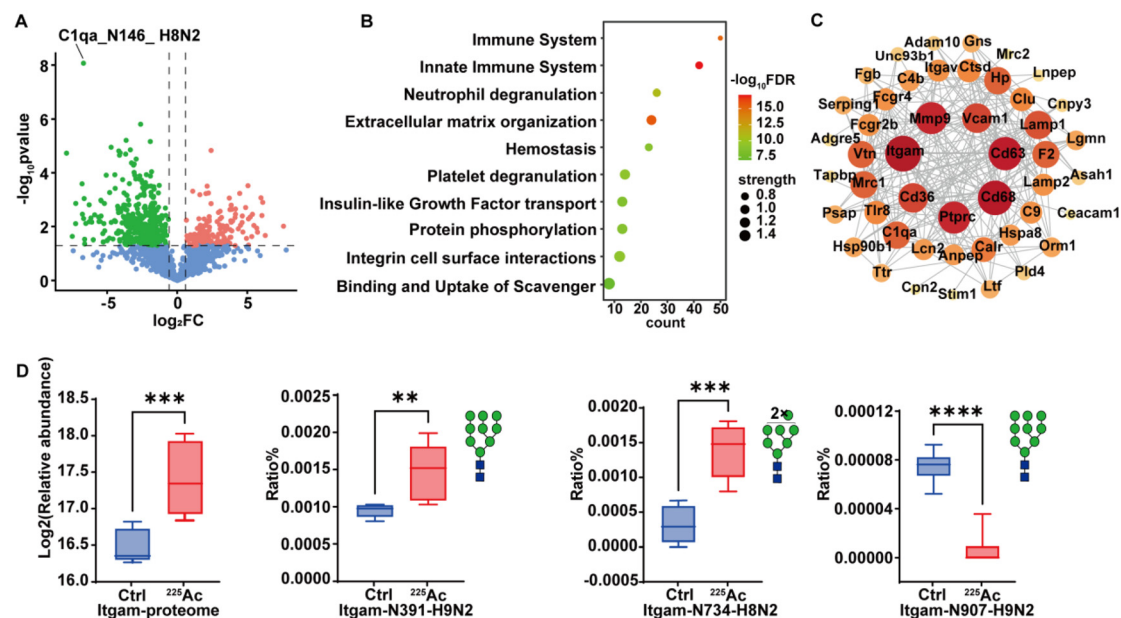 A
C1qa_N146_ H8N2
8
6
4
2
0
-log₁₀pvalue
-5
0
5
log₂FC
B
Immune System
Innate Immune System
Neutrophil degranulation
Extracellular matrix organization
Hemostasis
Platelet degranulation
Insulin-like Growth Factor transport
Protein phosphorylation
Integrin cell surface interactions
Binding and Uptake of Scavenger
10 20 30 40 50
count
-log₁₀FDR
15.0
12.5
10.0
7.5
strength
0.8
1.0
1.2
1.4
C
Adam10
Gns
Unc93b1
Mrc2
Itgav
Ctsd
Fgb
C4b
Hp
Lnpep
Serping1
Fcgr4
Clu
Cnpy3
Mmp9
Vcam1
Fcgr2b
Lamp1
Adgre5
Lgmn
Vtn
Itgam
Cd63
F2
Tapbp
Mrc1
Lamp2
Asah1
Cd36
Cd68
Psap
Tlr8
Ptprc
C9
Ceacam1
C1qa
Hspa8
Hsp90b1
Lcn2
Anpep
Calr
Orm1
Ttr
Pld4
Cpn2
Stim1
Ltf
D
18.5
18.0
17.5
17.0
16.5
16.0
Log2(Relative abundance)
***
Ctrl
²²⁵Ac
Itgam-proteome
0.0025
0.0020
0.0015
0.0010
0.0005
0.0000
Ratio%
**
Ctrl
²²⁵Ac
Itgam-N391-H9N2
0.0020
0.0015
0.0010
0.0005
0.0000
-0.0005
Ratio%
***
2×
Ctrl
²²⁵Ac
Itgam-N734-H8N2
0.00012
0.00008
0.00004
0.00000
Ratio%
****
Ctrl
²²⁵Ac
Itgam-N907-H9N2